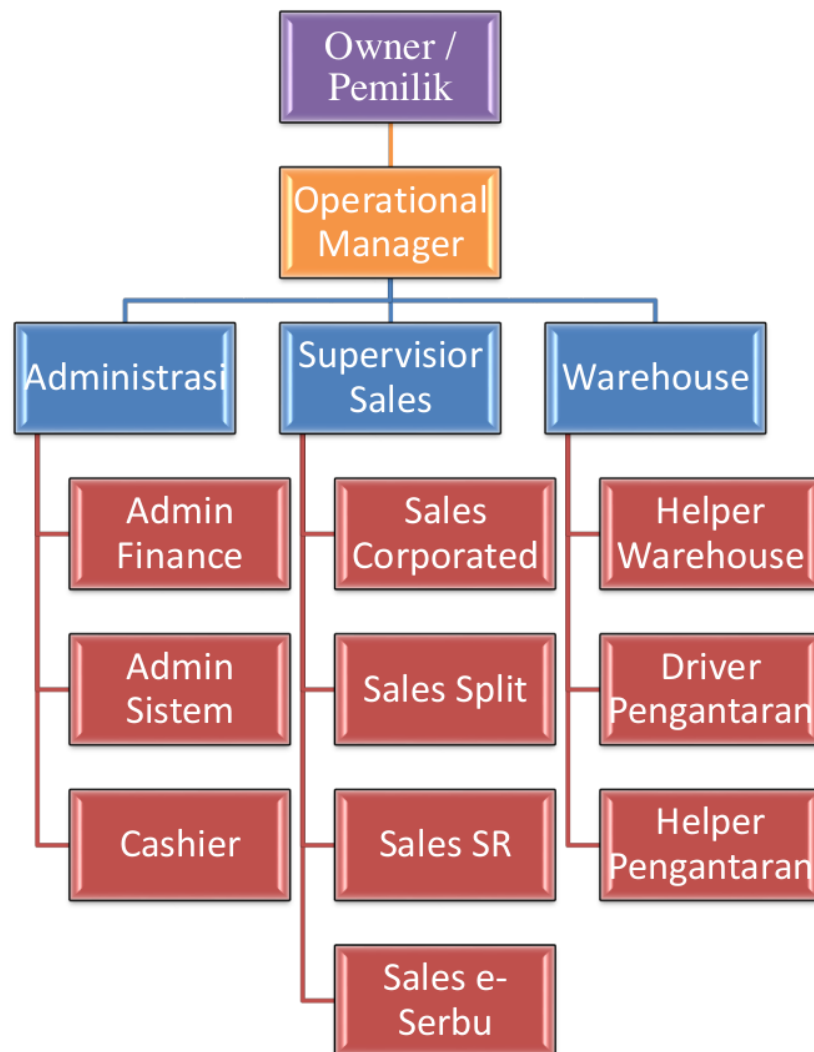 Owner /
Pemilik
Operational
Manager
Administrasi
Supervisior
Sales
Warehouse
Admin
Finance
Sales
Corporated
Helper
Warehouse
Admin
Sistem
Sales Split
Driver
Pengantaran
Cashier
Sales SR
Helper
Pengantaran
Sales e-
Serbu